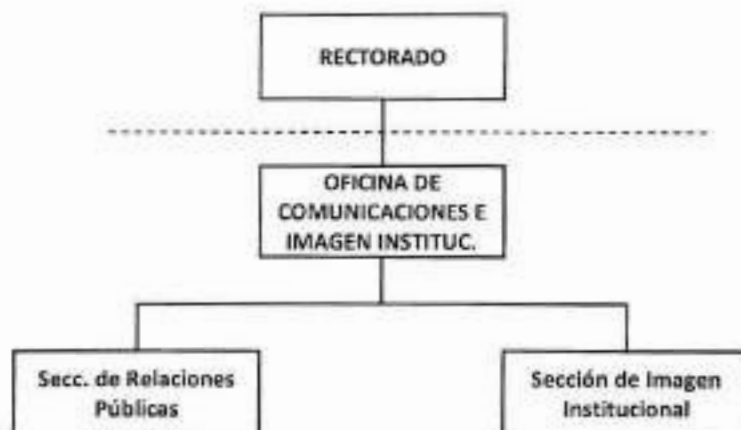 RECTORADO
OFICINA DE
COMUNICACIONES E
IMAGEN INSTITUC.
Secc. de Relaciones
Públicas
Sección de Imagen
Institucional